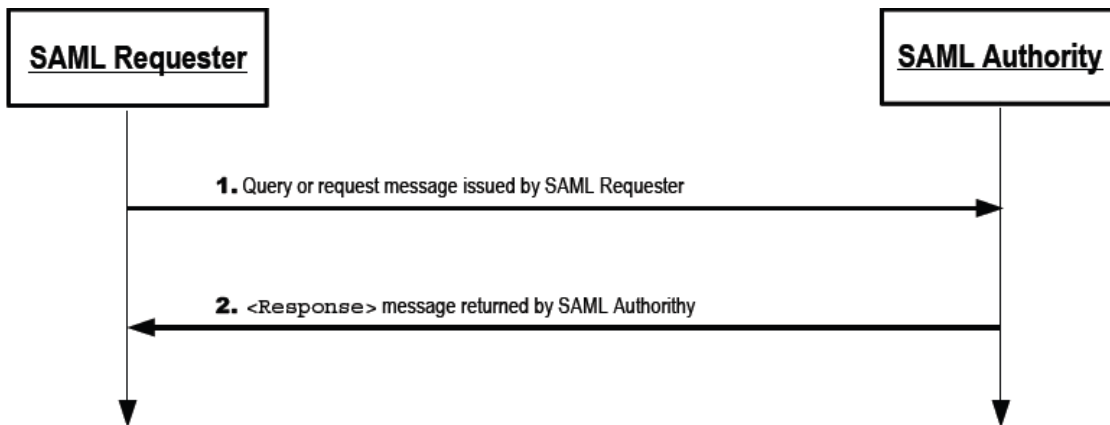 SAML Requester
SAML Authority
1. Query or request message issued by SAML Requester
2. <Response> message returned by SAML Authorithy